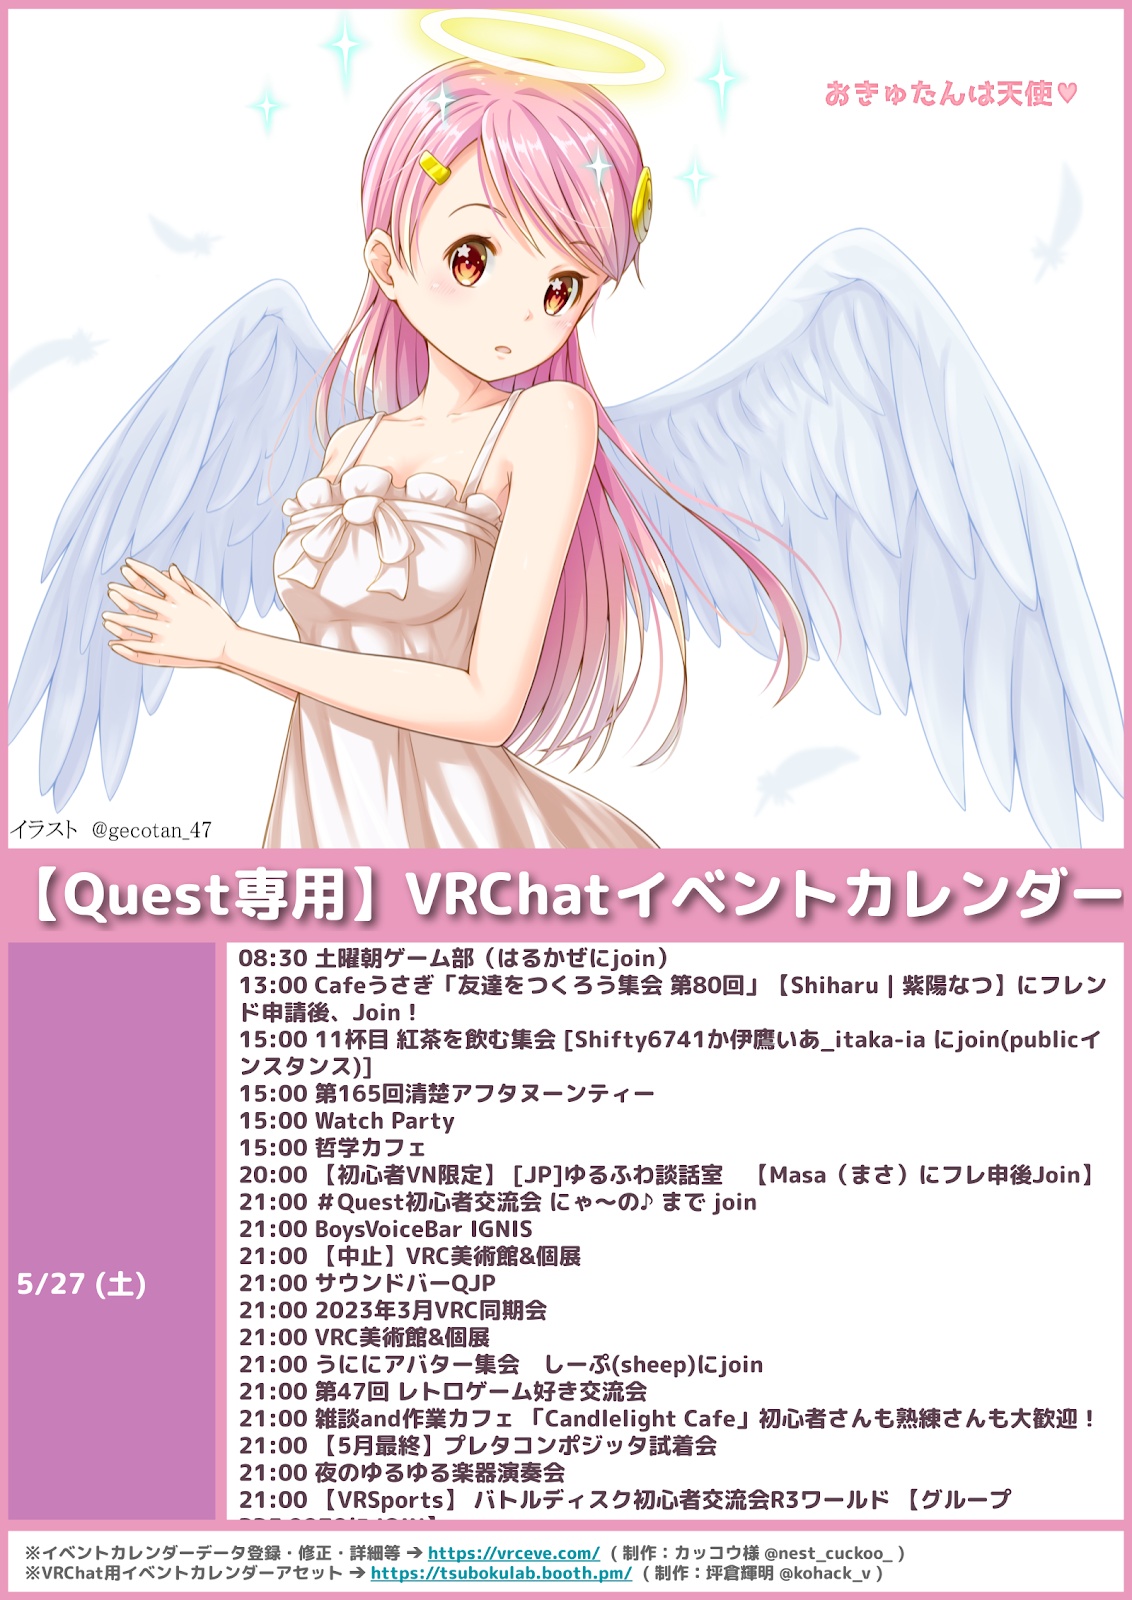 おきゅたんは天使♥
イラスト @gecotan_47
【Quest専用】VRChatイベントカレンダー
5/27 (土)
08:30 土曜朝ゲーム部（はるかぜにjoin）
13:00 Cafeうさぎ「友達をつくろう集会 第80回」【Shiharu | 紫陽なつ】にフレン
ド申請後、Join！
15:00 11杯目 紅茶を飲む集会 [Shifty6741か伊鷹いあ_itaka-ia にjoin(publicイ
ンスタンス)]
15:00 第165回清楚アフタヌーンティー
15:00 Watch Party
15:00 哲学カフェ
20:00 【初心者VN限定】 [JP]ゆるふわ談話室　【Masa（まさ）にフレ申後Join】
21:00 ＃Quest初心者交流会 にゃ〜の♪ まで join
21:00 BoysVoiceBar IGNIS
21:00 【中止】VRC美術館&個展
21:00 サウンドバーQJP
21:00 2023年3月VRC同期会
21:00 VRC美術館&個展
21:00 うににアバター集会　しーぷ(sheep)にjoin
21:00 第47回 レトロゲーム好き交流会
21:00 雑談and作業カフェ 「Candlelight Cafe」初心者さんも熟練さんも大歓迎！
21:00 【5月最終】プレタコンポジッタ試着会
21:00 夜のゆるゆる楽器演奏会
21:00 【VRSports】 バトルディスク初心者交流会R3ワールド 【グループ
※イベントカレンダーデータ登録・修正・詳細等 ➔ https://vrceve.com/ （ 制作：カッコウ様 @nest_cuckoo_ ）
※VRChat用イベントカレンダーアセット ➔ https://tsubokulab.booth.pm/ （ 制作：坪倉輝明 @kohack_v ）